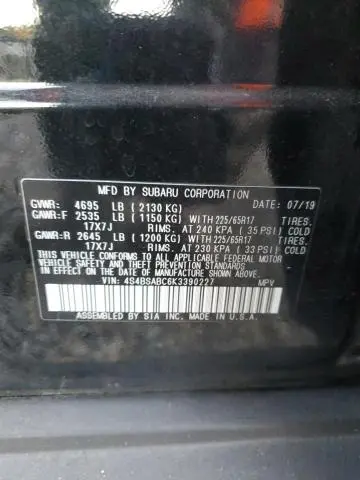 MFD BY SUBARU CORPORATION
GVWR: 4695 LB (2130 KG) DATE: 07/19
GAWR:F 2535 LB (1150 KG) WITH 225/65R17 TIRES.
17X7J RIMS. AT 240 KPA ( 35 PSI) COLD
GAWR:R 2645 LB (1200 KG) WITH 225/65R17 TIRES.
17X7J RIMS. AT 230 KPA ( 33 PSI) COLD
THIS VEHICLE CONFORMS TO ALL APPLICABLE FEDERAL MOTOR
VEHICLE SAFETY AND THEFT PREVENTION STANDARDS IN
EFFECT ON THE DATE OF MANUFACTURE SHOWN ABOVE.
VIN: 4S4BSABC6K3390227 MPV
ASSEMBLED BY SIA INC. MADE IN U.S.A.